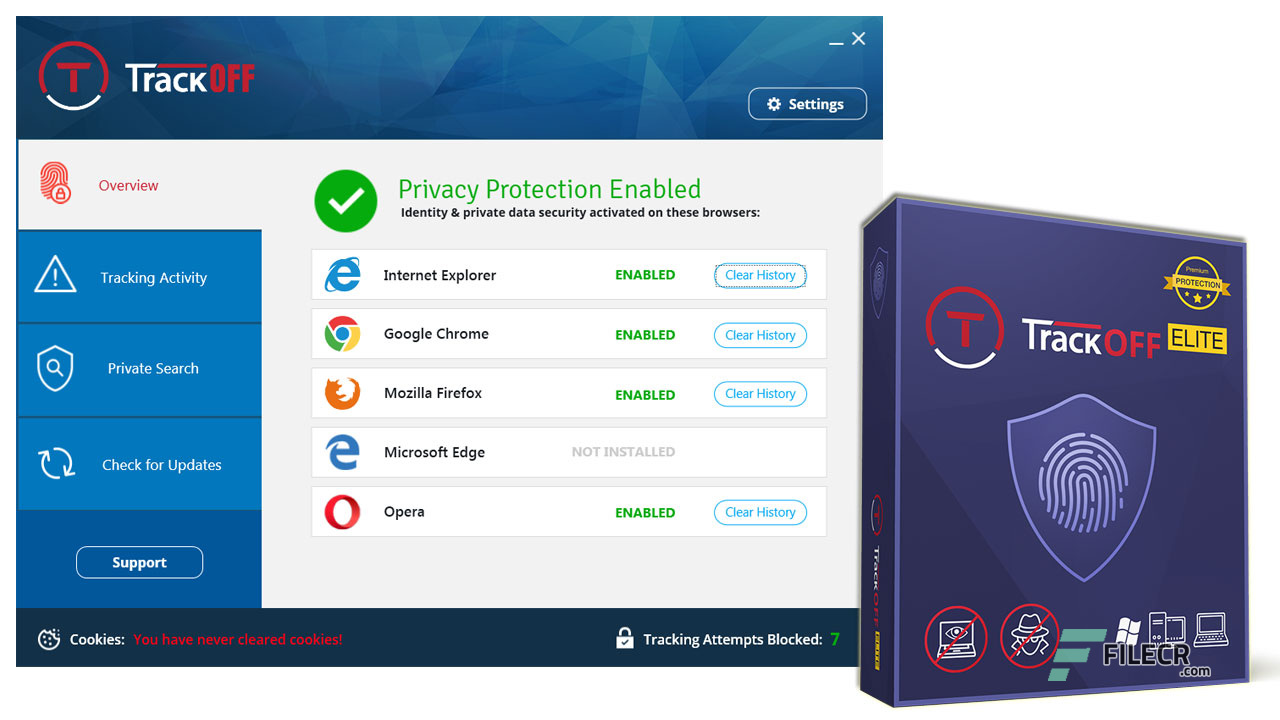 TRACKOFF
Settings
Overview
Tracking Activity
Private Search
Check for Updates
Support
Privacy Protection Enabled
Identity & private data security activated on these browsers:
Internet Explorer ENABLED Clear History
Google Chrome ENABLED Clear History
Mozilla Firefox ENABLED Clear History
Microsoft Edge NOT INSTALLED
Opera ENABLED Clear History
Cookies: You have never cleared cookies!
Tracking Attempts Blocked: 7
Premium
PROTECTION
TRACKOFF ELITE
TRACKOFF ELITE
FILECR
.com